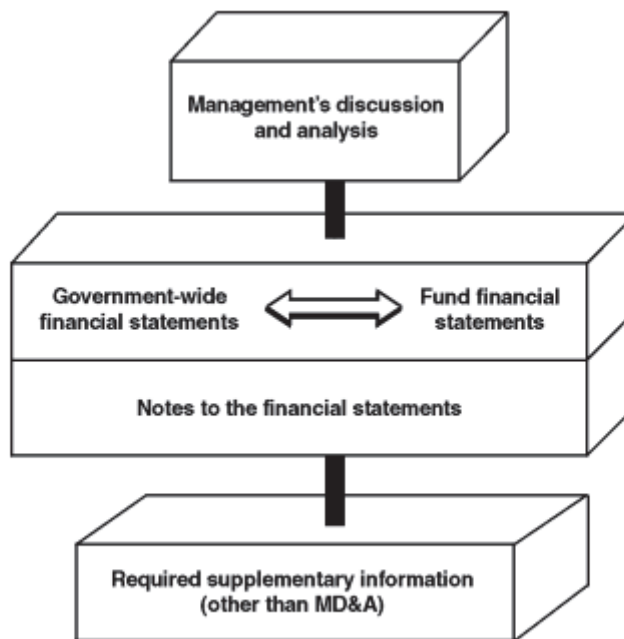 Management's discussion
and analysis
Government-wide
financial statements
Fund financial
statements
Notes to the financial statements
Required supplementary information
(other than MD&A)